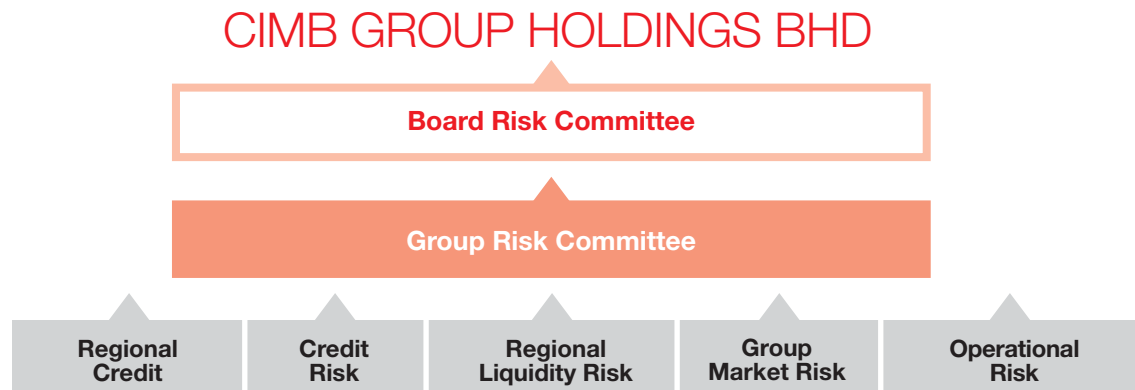 CIMB GROUP HOLDINGS BHD
Board Risk Committee
Group Risk Committee
Regional
Credit
Credit
Risk
Regional
Liquidity Risk
Group
Market Risk
Operational
Risk